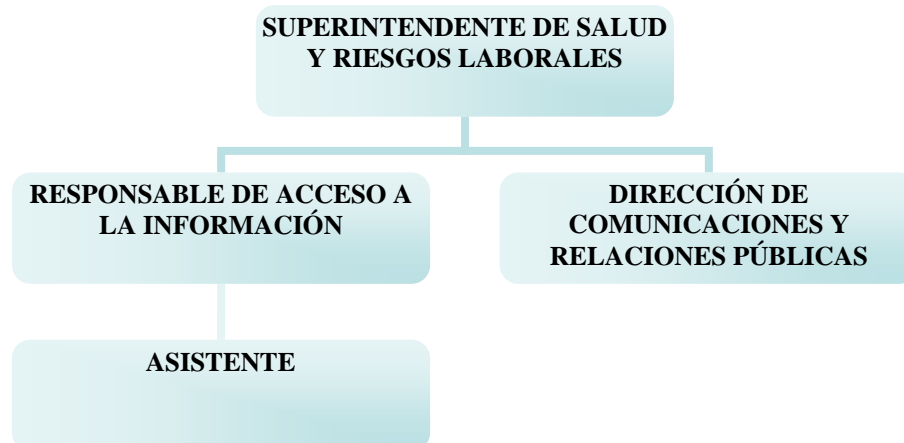 SUPERINTENDENTE DE SALUD
Y RIESGOS LABORALES
RESPONSABLE DE ACCESO A
LA INFORMACIÓN
DIRECCIÓN DE
COMUNICACIONES Y
RELACIONES PÚBLICAS
ASISTENTE